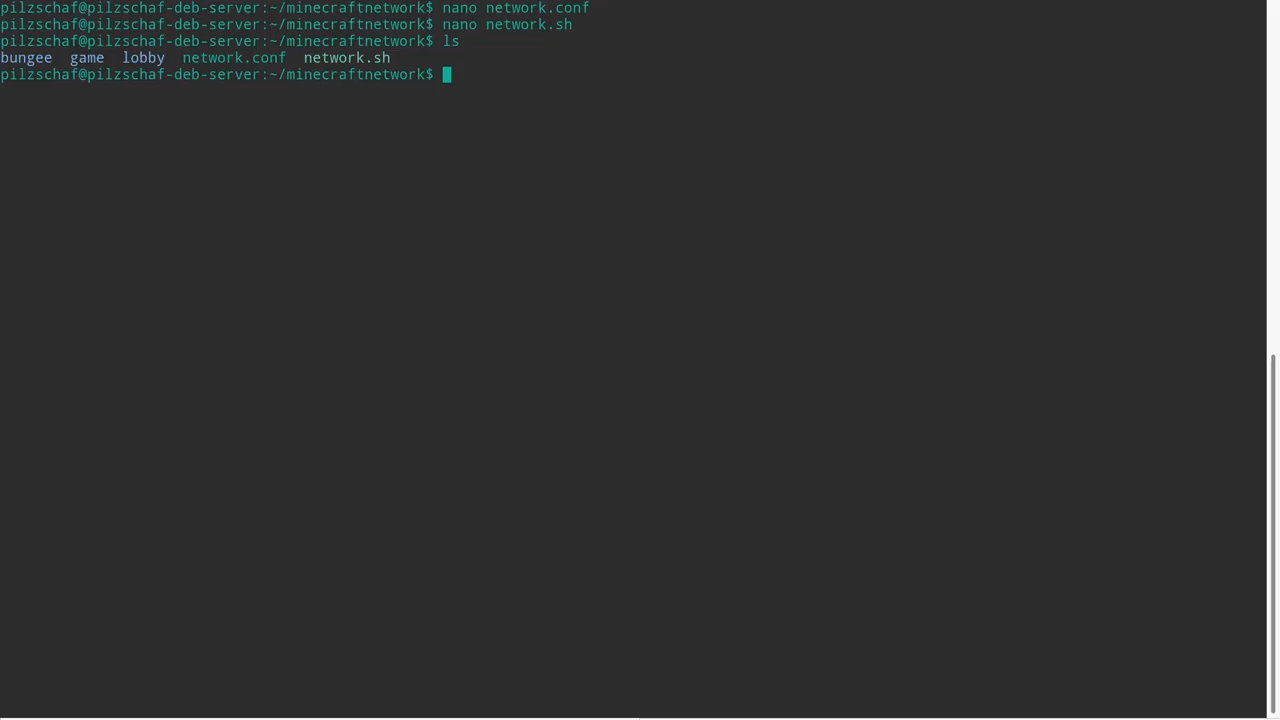 pilzschaf@pilzschaf-deb-server:~/minecraftnetwork$ nano network.conf
pilzschaf@pilzschaf-deb-server:~/minecraftnetwork$ nano network.sh
pilzschaf@pilzschaf-deb-server:~/minecraftnetwork$ ls
bungee  game  lobby  network.conf  network.sh
pilzschaf@pilzschaf-deb-server:~/minecraftnetwork$